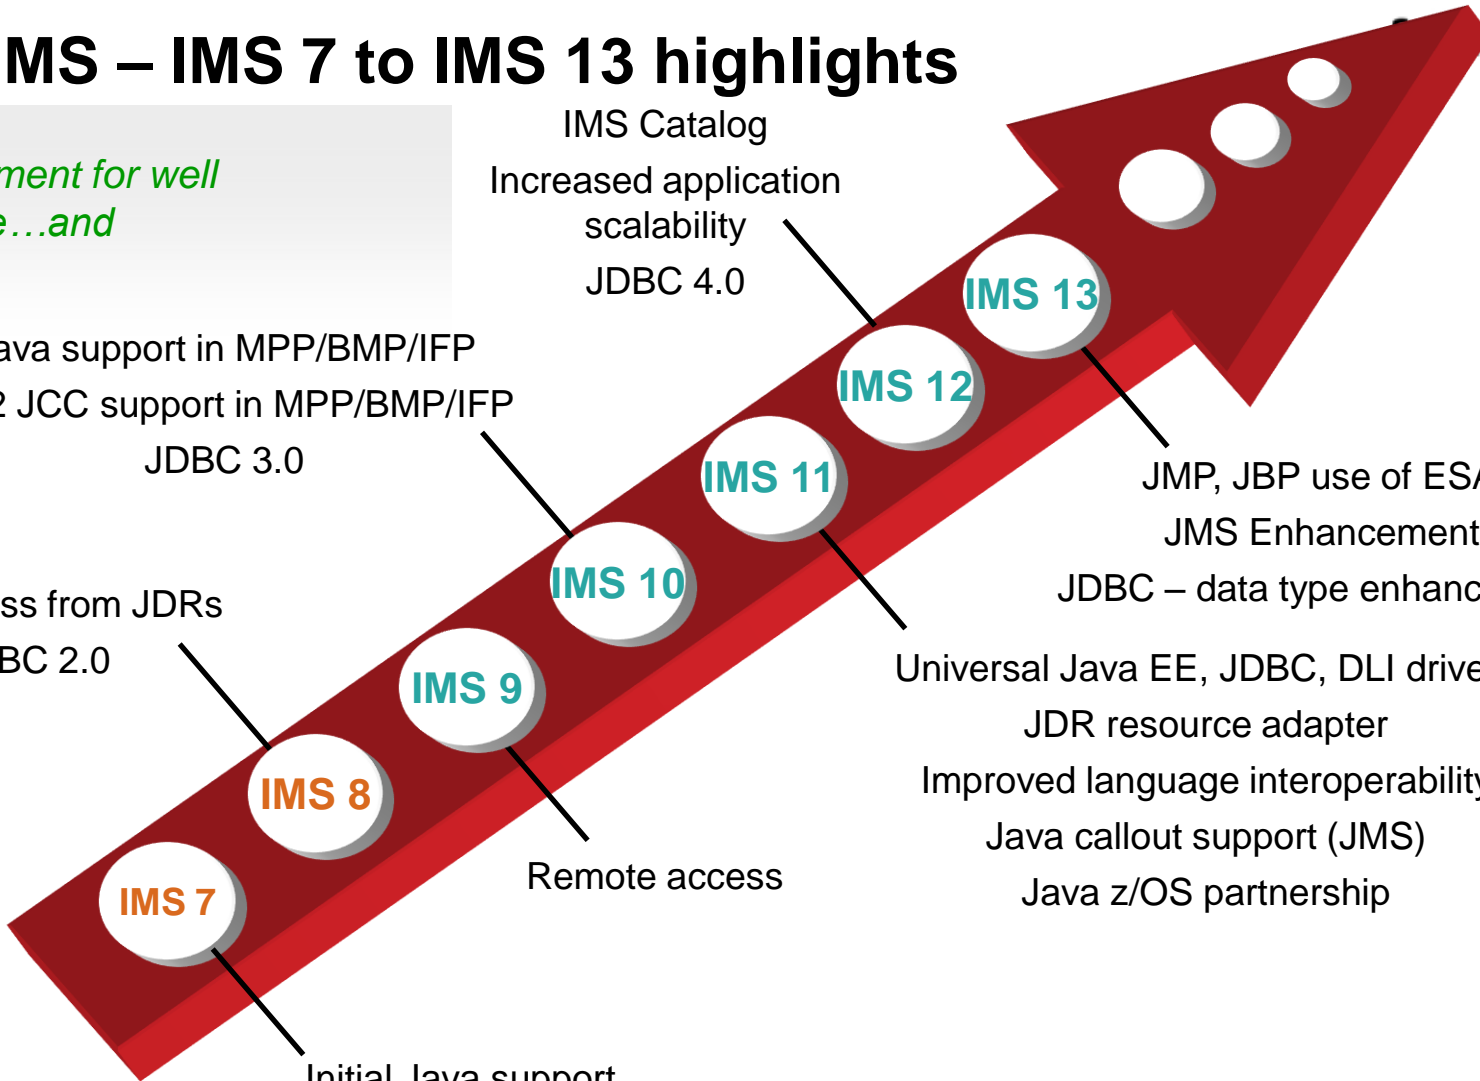 MS – IMS 7 to IMS 13 highlights
ment for well
e…and
IMS Catalog
Increased application
scalability
JDBC 4.0
ava support in MPP/BMP/IFP
2 JCC support in MPP/BMP/IFP
JDBC 3.0
ss from JDRs
BC 2.0
IMS 13
IMS 12
IMS 11
IMS 10
IMS 9
IMS 8
IMS 7
JMP, JBP use of ESA
JMS Enhancement
JDBC – data type enhanc
Universal Java EE, JDBC, DLI drive
JDR resource adapter
Improved language interoperability
Java callout support (JMS)
Java z/OS partnership
Remote access
Initial Java support